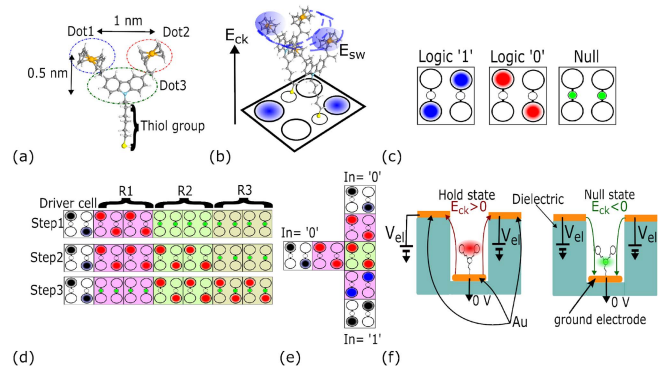 Dot1
1 nm
Dot2
0.5 nm
Dot3
Thiol group
(a)
E_ck
E_sw
(b)
Logic '1'
Logic '0'
Null
(c)
Driver cell
R1
R2
R3
Step1
Step2
Step3
(d)
In= '0'
In= '0'
In= '1'
(e)
Hold state
E_ck>0
V_el
V_el
0 V
Au
Dielectric
Null state
E_ck<0
V_el
V_el
0 V
ground electrode
(f)